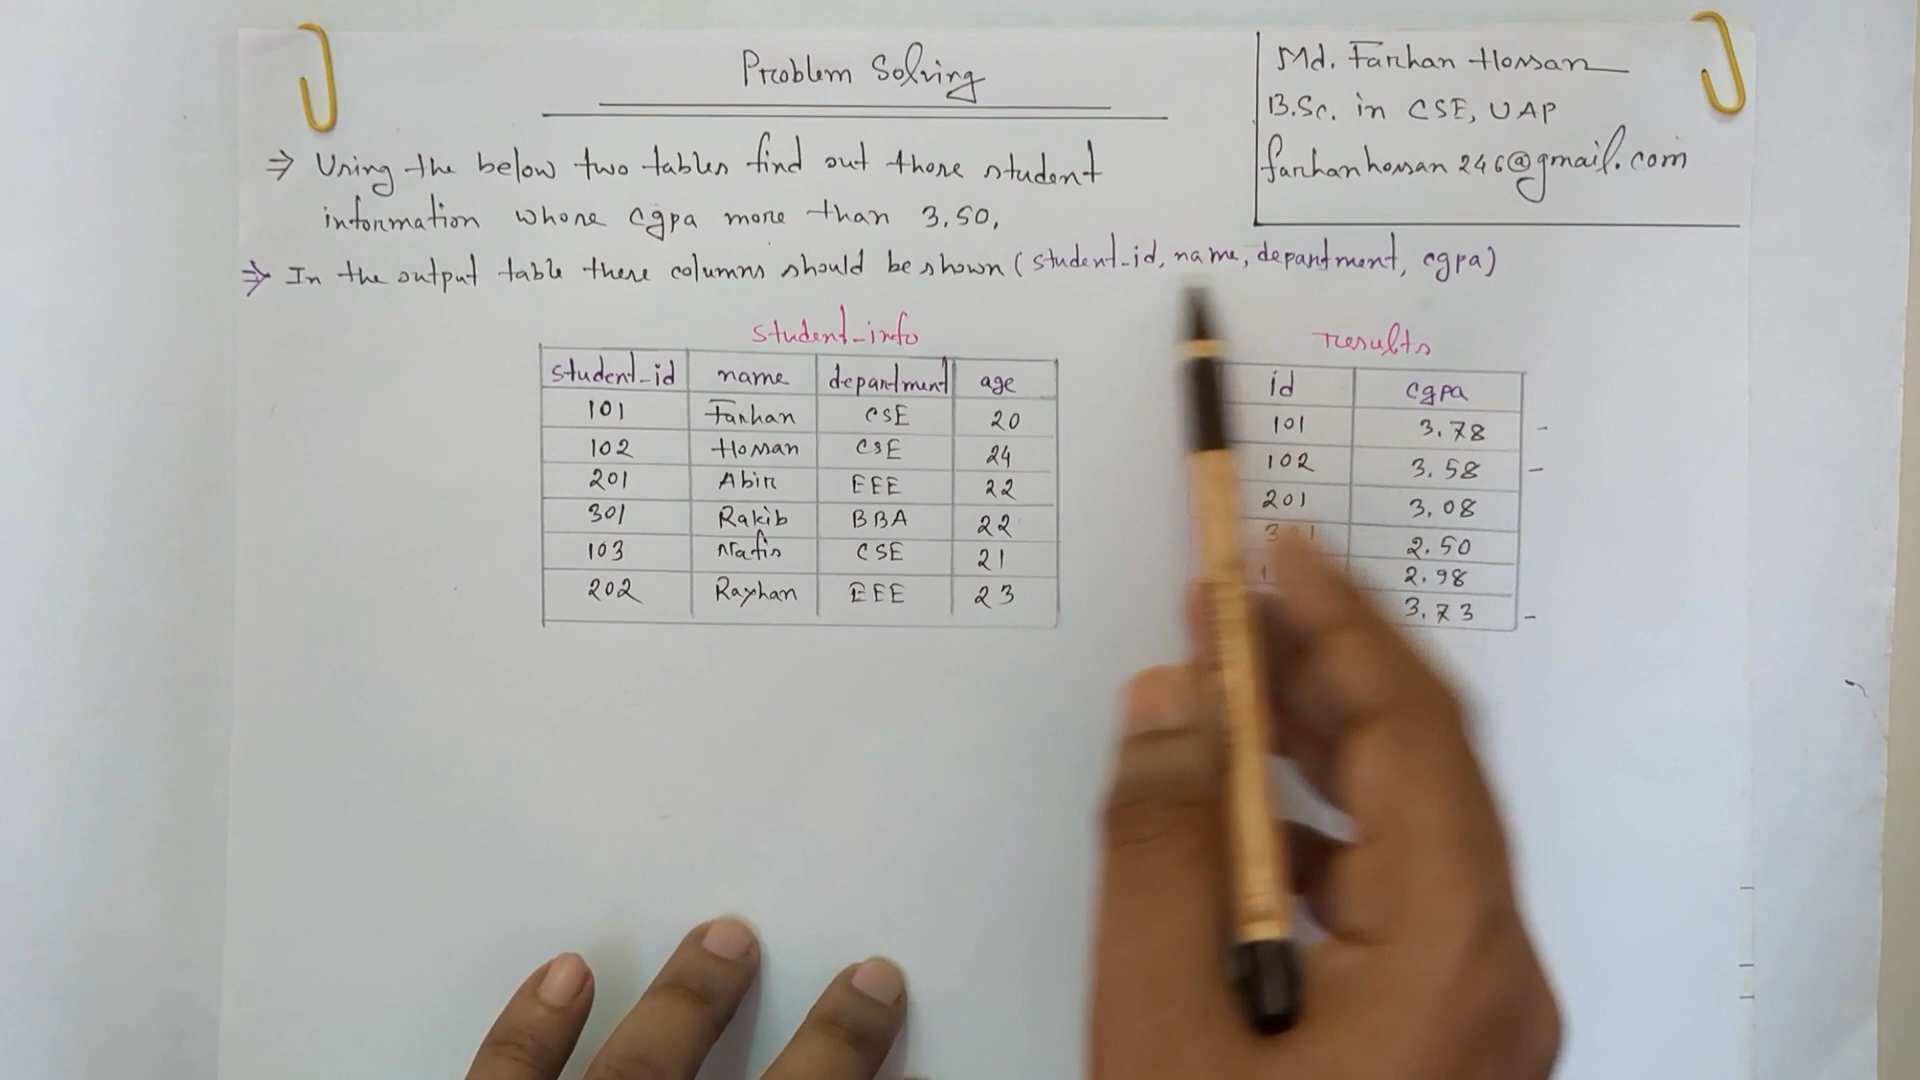 Problem Solving
Md. Farhan Hossan
B.Sc. in CSE, UAP
farhanhossan246@gmail.com
⇒ Using the below two tables find out those student
information whose cgpa more than 3.50.
⇒ In the output table these columns should be shown (student_id, name, department, cgpa)
student_info
student_id name department age
101 Farhan CSE 20
102 Hossan CSE 24
201 Abir EEE 22
301 Rakib BBA 22
103 Nafis CSE 21
202 Rayhan EEE 23
results
id cgpa
101 3.78
102 3.58
201 3.08
2.50
2.98
3.73